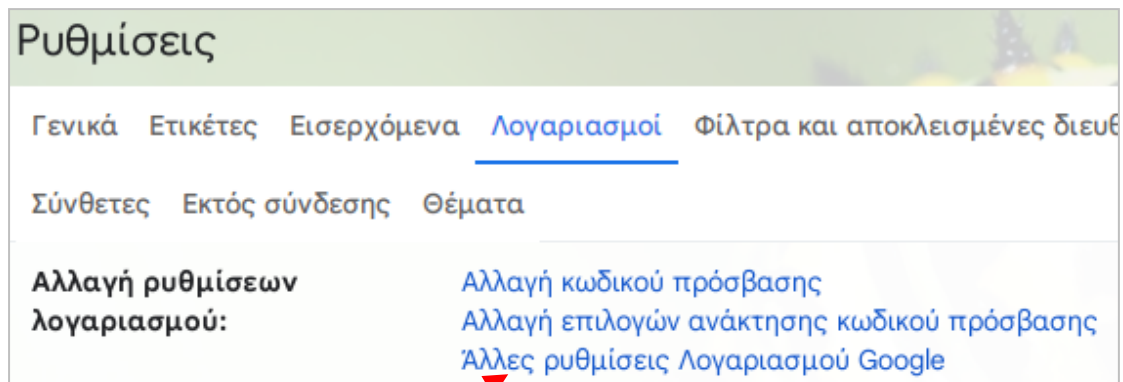 Ρυθμίσεις
Γενικά Ετικέτες Εισερχόμενα Λογαριασμοί Φίλτρα και αποκλεισμένες
Σύνθετες Εκτός σύνδεσης Θέματα
Αλλαγή ρυθμίσεων Αλλαγή κωδικού πρόσβασης
λογαριασμού: Αλλαγή επιλογών ανάκτησης κωδικού πρόσβασης
Άλλες ρυθμίσεις Λογαριασμού Google